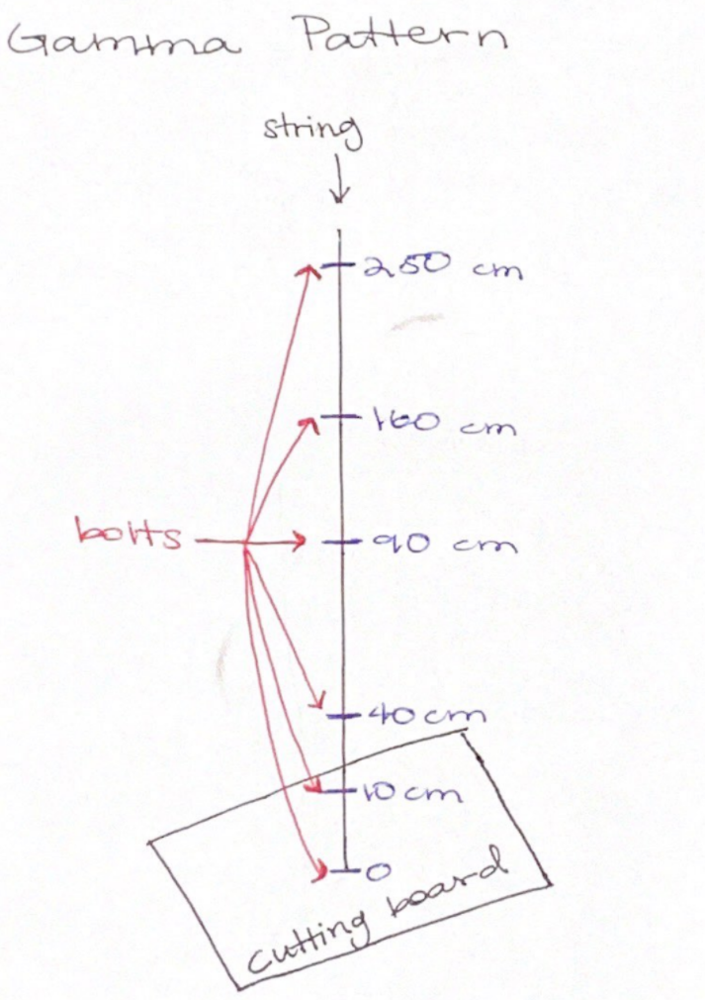 Gamma Pattern
string
250 cm
160 cm
bolts
90 cm
40 cm
10 cm
0
cutting board